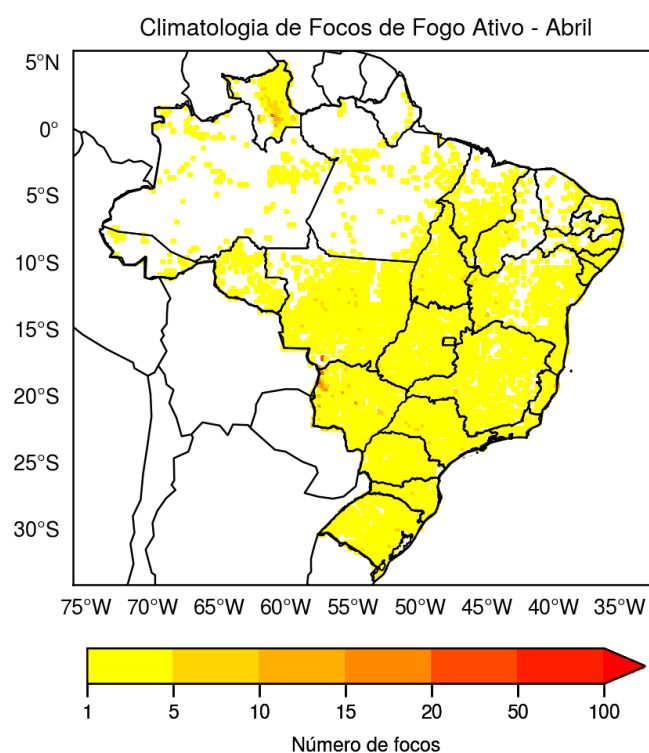 Climatologia de Focos de Fogo Ativo - Abril
5°N
0°
5°S
10°S
15°S
20°S
25°S
30°S
75°W 70°W 65°W 60°W 55°W 50°W 45°W 40°W 35°W
1 5 10 15 20 50 100
Número de focos